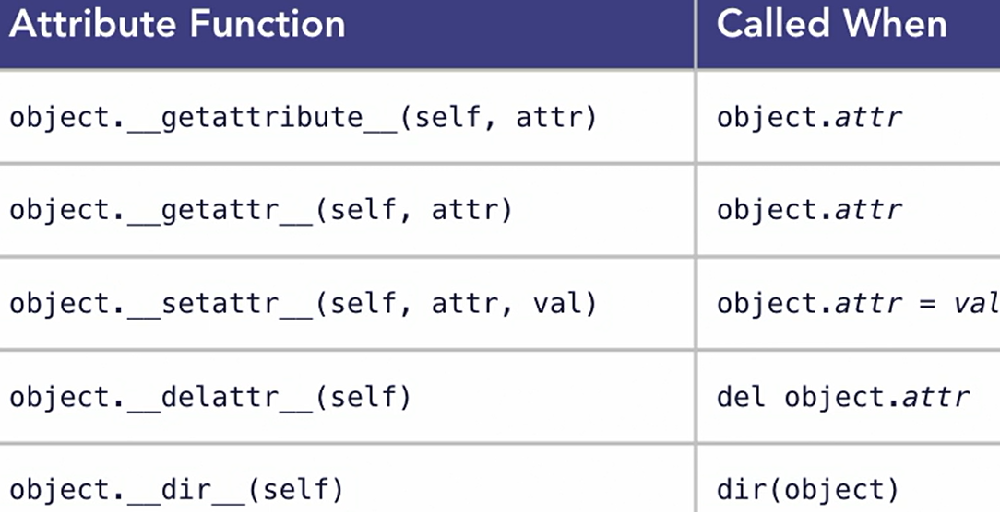 Attribute Function Called When
object.__getattribute__(self, attr) object.attr
object.__getattr__(self, attr) object.attr
object.__setattr__(self, attr, val) object.attr = val
object.__delattr__(self) del object.attr
object.__dir__(self) dir(object)